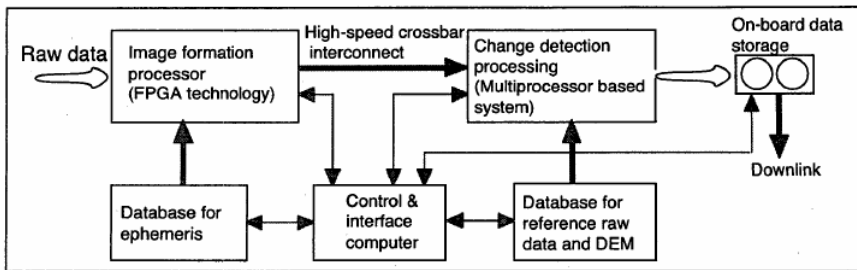 Raw data
Image formation
processor
(FPGA technology)
High-speed crossbar
interconnect
Change detection
processing
(Multiprocessor based
system)
On-board data
storage
Downlink
Database for
ephemeris
Control &
interface
computer
Database for
reference raw
data and DEM